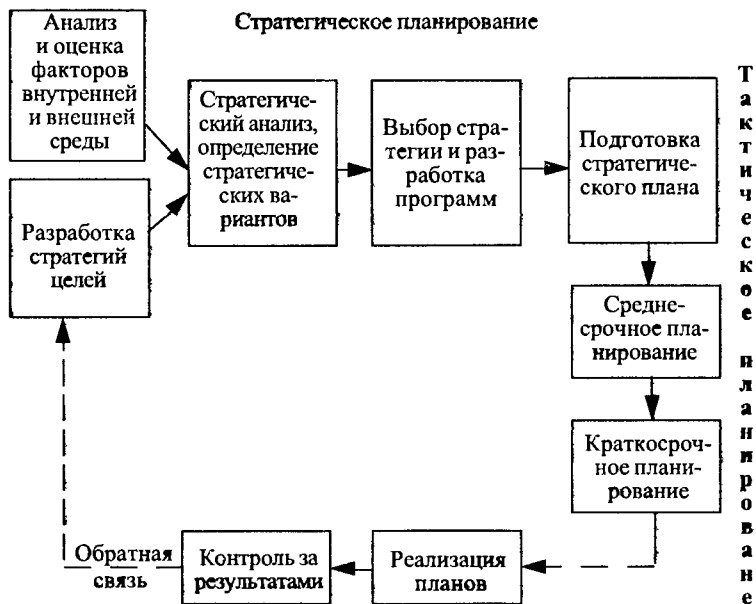 Стратегическое планирование
Анализ
и оценка
факторов
внутренней
и внешней
среды
Разработка
стратегий
целей
Стратегиче-
ский анализ,
определение
стратегиче-
ских ва-
риантов
Выбор стра-
тегии и раз-
работка
программ
Подготовка
стратегиче-
ского плана
Средне-
срочное пла-
нирование
Краткосроч-
ное плани-
рование
Реализация
планов
Контроль за
результатами
Обратная
связь
Тактическое планироване